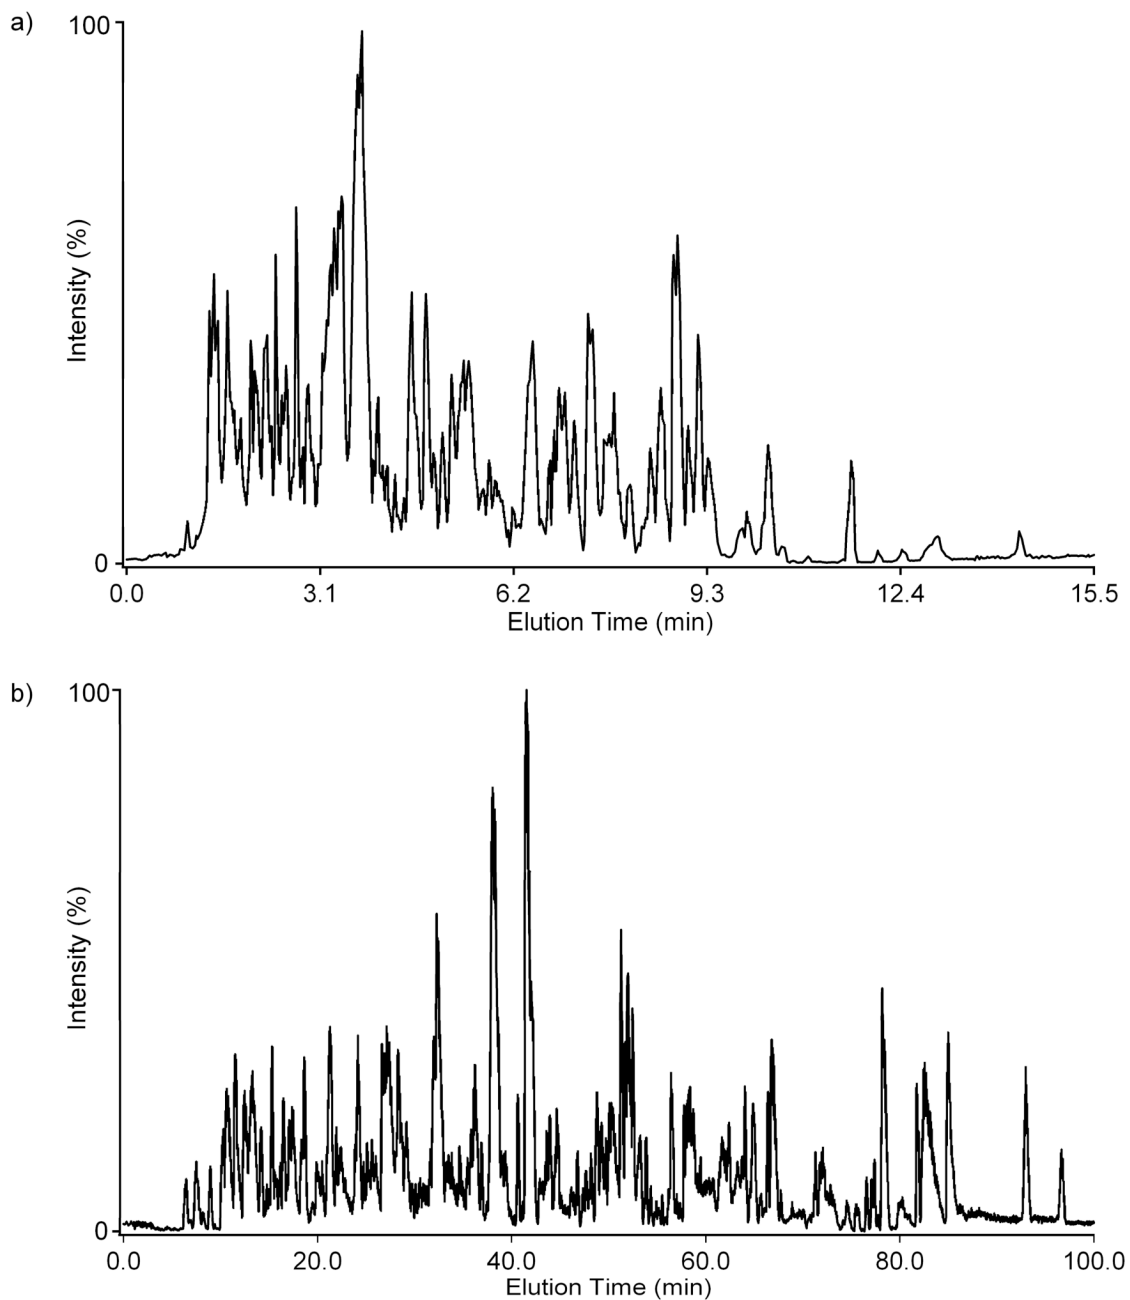 a)
100
Intensity (%)
0
0.0 3.1 6.2 9.3 12.4 15.5
Elution Time (min)
b)
100
Intensity (%)
0
0.0 20.0 40.0 60.0 80.0 100.0
Elution Time (min)